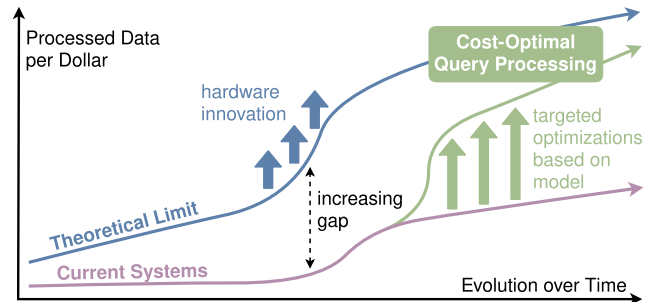 Processed Data
per Dollar
Cost-Optimal
Query Processing
hardware
innovation
targeted
optimizations
based on
model
increasing
gap
Theoretical Limit
Current Systems
Evolution over Time